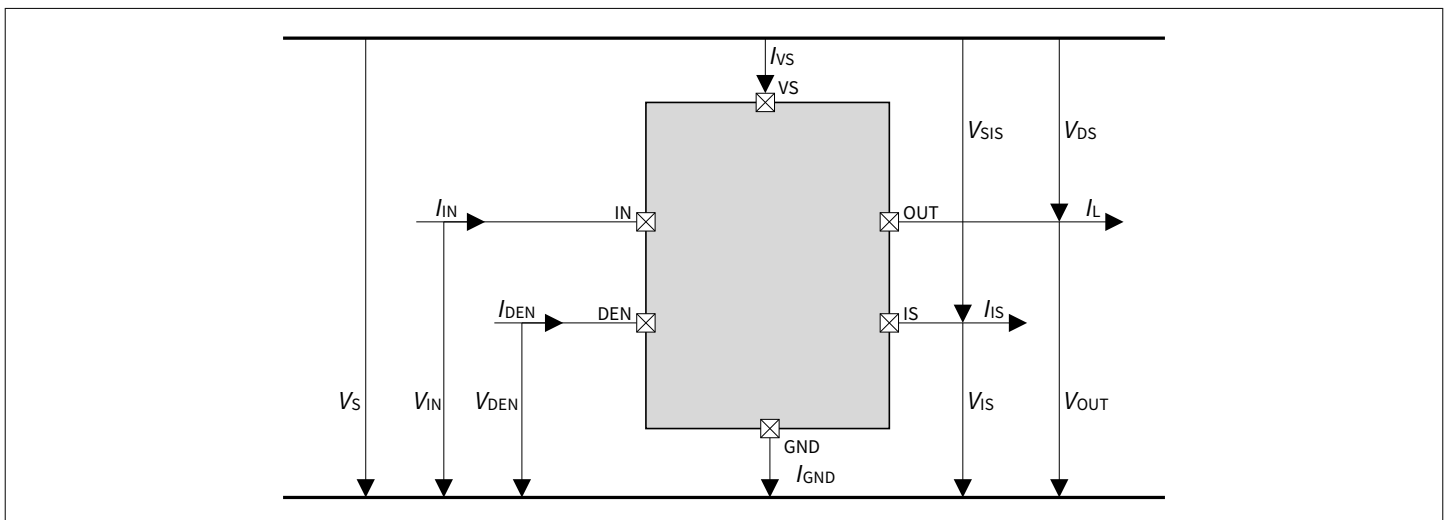 IVS
VS
VSIS
VDS
IIN
IN
OUT
IL
IDEN
DEN
IS
IIS
VS
VIN
VDEN
VIS
VOUT
GND
IGND